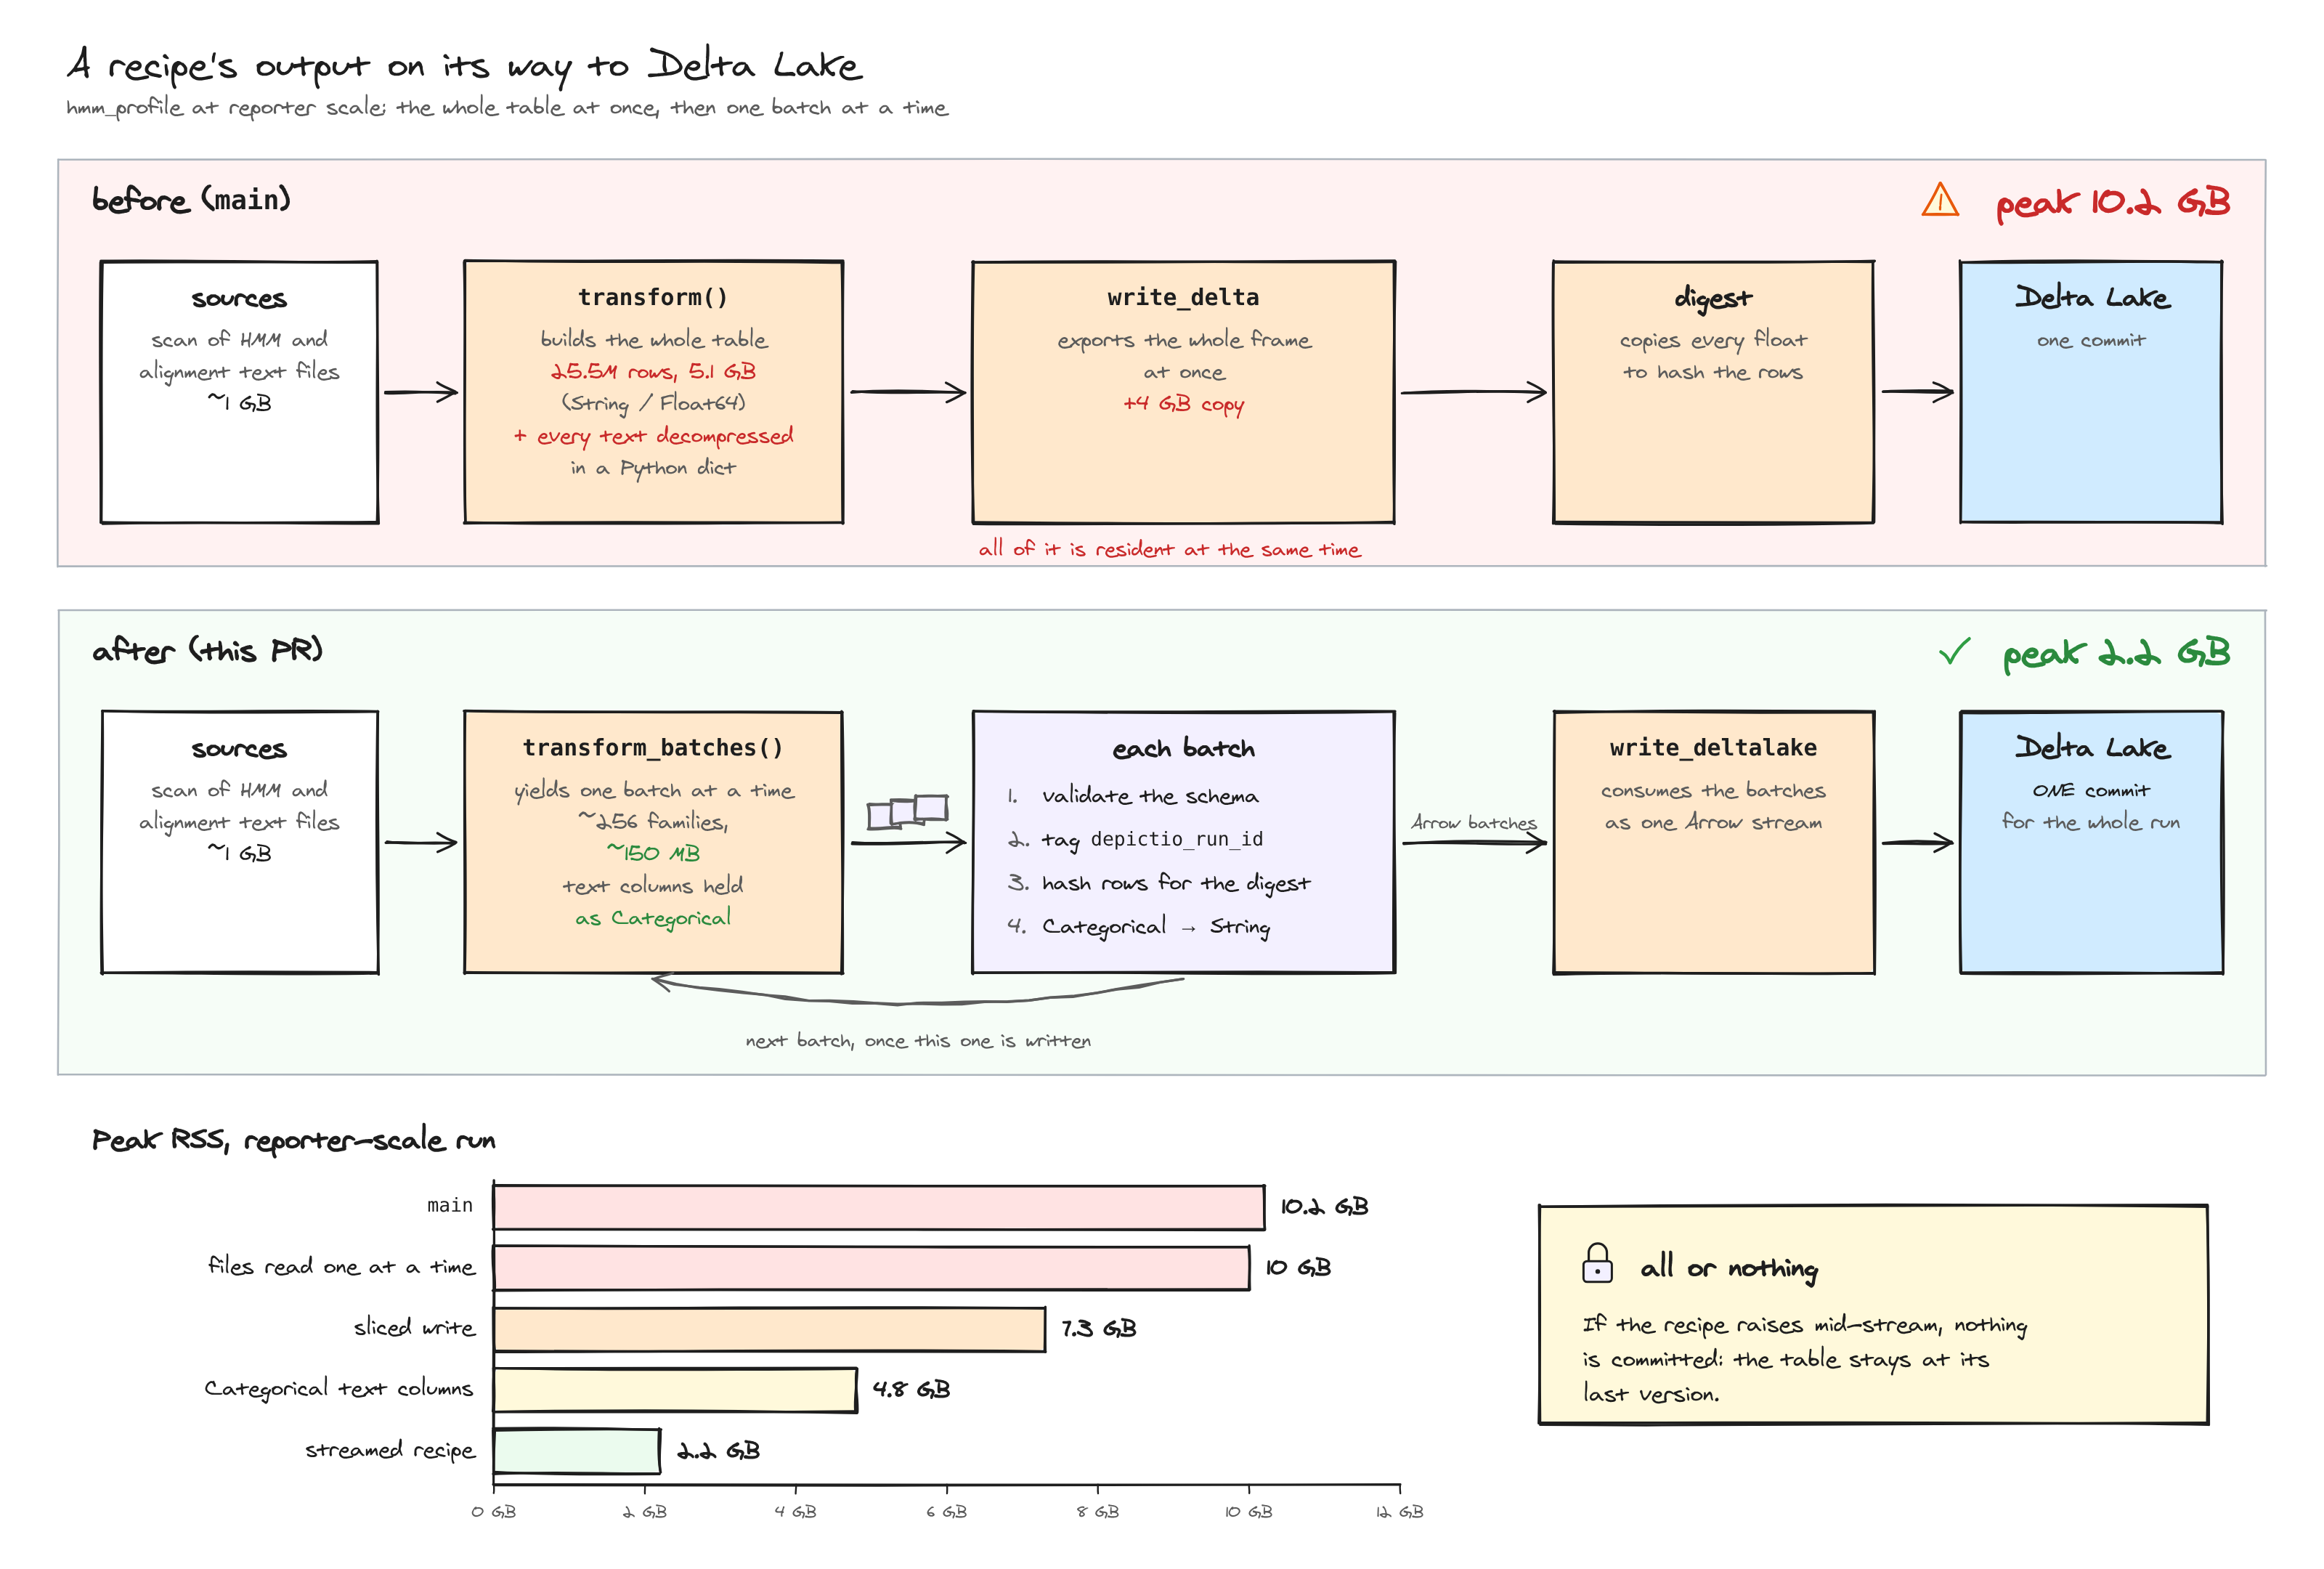 A recipe's output on its way to Delta Lake
hmm_profile at reporter scale: the whole table at once, then one batch at a time
before (main)
peak 10.2 GB
sources
scan of HMM and
alignment text files
~1 GB
transform()
builds the whole table
25.5M rows, 5.1 GB
(String / Float64)
+ every text decompressed
in a Python dict
write_delta
exports the whole frame
at once
+4 GB copy
digest
copies every float
to hash the rows
Delta Lake
one commit
all of it is resident at the same time
after (this PR)
peak 2.2 GB
sources
scan of HMM and
alignment text files
~1 GB
transform_batches()
yields one batch at a time
~256 families,
~150 MB
text columns held
as Categorical
each batch
1. validate the schema
2. tag depictio_run_id
3. hash rows for the digest
4. Categorical → String
Arrow batches
write_deltalake
consumes the batches
as one Arrow stream
Delta Lake
ONE commit
for the whole run
next batch, once this one is written
Peak RSS, reporter-scale run
main
10.2 GB
files read one at a time
10 GB
sliced write
7.3 GB
Categorical text columns
4.8 GB
streamed recipe
2.2 GB
0 GB
2 GB
4 GB
6 GB
8 GB
10 GB
12 GB
all or nothing
If the recipe raises mid-stream, nothing
is committed: the table stays at its
last version.